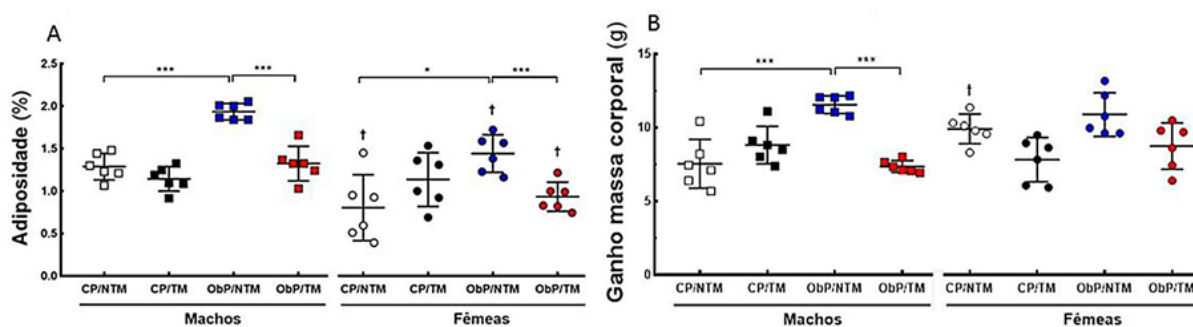 A
Adiposidade (%)
2.5
2.0
1.5
1.0
0.5
0.0
***
***
*
***
†
†
†
CP/NTM
CP/TM
ObP/NTM
ObP/TM
CP/NTM
CP/TM
ObP/NTM
ObP/TM
Machos
Fêmeas
B
Ganho massa corporal (g)
15
10
5
0
***
***
†
CP/NTM
CP/TM
ObP/NTM
ObP/TM
CP/NTM
CP/TM
ObP/NTM
ObP/TM
Machos
Fêmeas